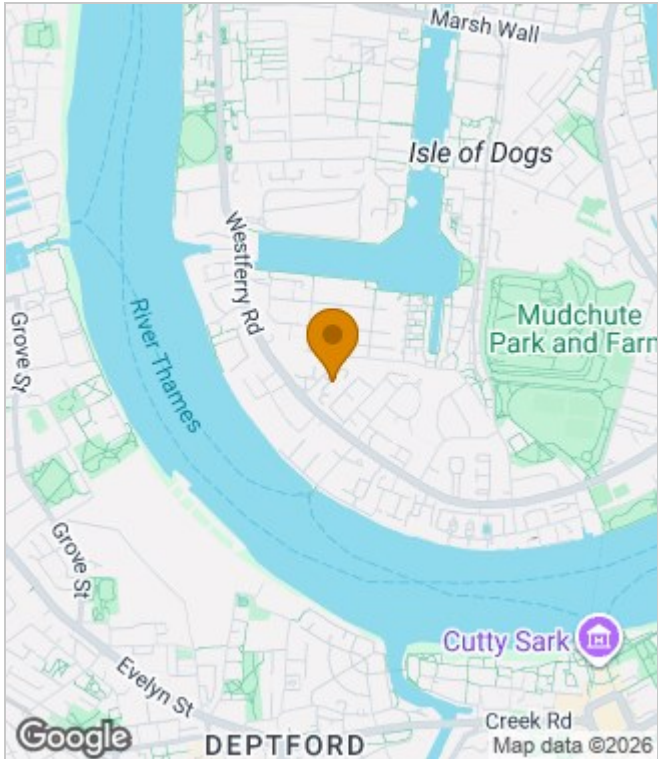 Marsh Wall
Isle of Dogs
Westferry Rd
Mudchute
Park and Farm
River Thames
Grove St
Grove St
Cutty Sark
Evelyn St
Creek Rd
DEPTFORD
Google
Map data ©2026